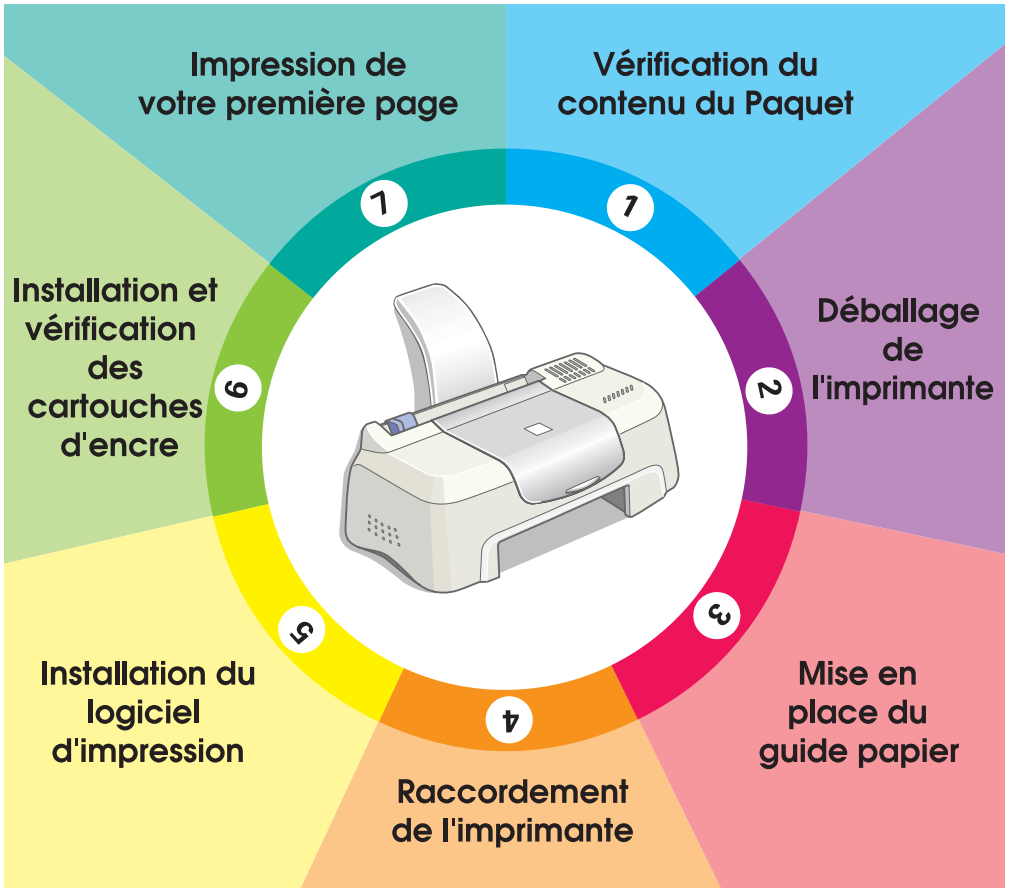 1
Vérification du
contenu du Paquet
2
Déballage
de
l'imprimante
3
Mise en
place du
guide papier
4
Raccordement
de l'imprimante
5
Installation du
logiciel
d'impression
6
Installation et
vérification
des
cartouches
d'encre
7
Impression de
votre première page